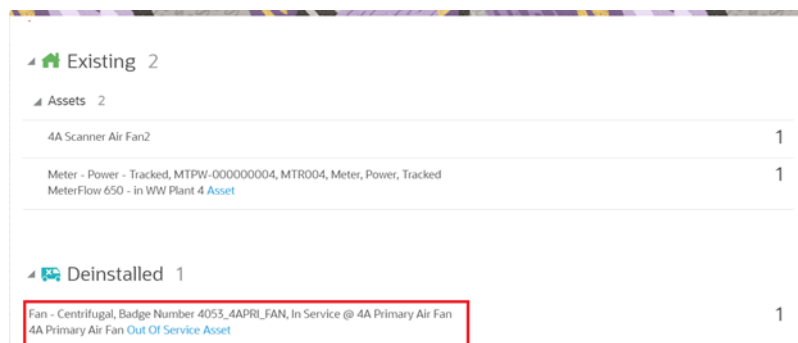 Existing 2
Assets 2
4A Scanner Air Fan2 1
Meter - Power - Tracked, MTPW-000000004, MTR004, Meter, Power, Tracked 1
MeterFlow 650 - in WW Plant 4 Asset
Deinstalled 1
Fan - Centrifugal, Badge Number 4053_4APRI_FAN, In Service @ 4A Primary Air Fan 1
4A Primary Air Fan Out Of Service Asset